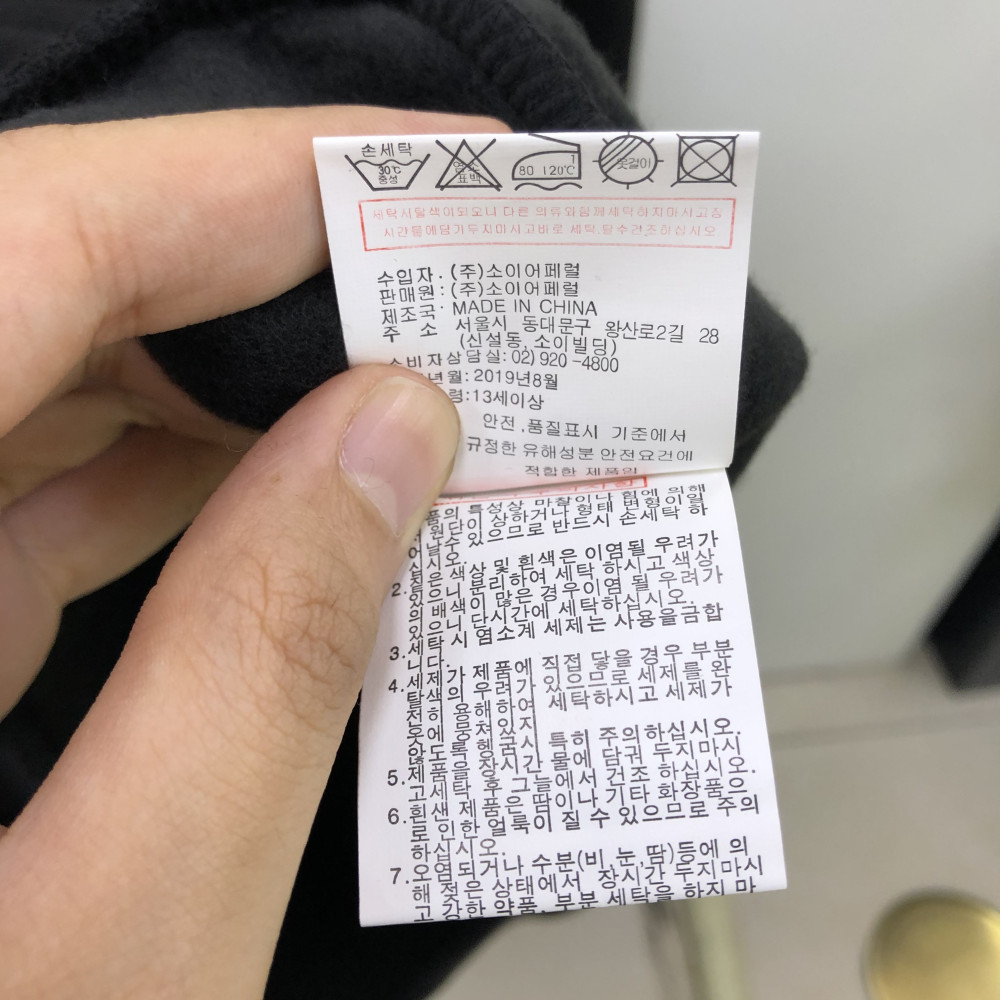 손세탁
30℃
중성
염소
표백
1
80 120℃
옷걸이
세탁시탈색이되오니 다른 의류와함께세탁하지마시고장
시간물에담가두지마시고바로 세탁.탈수건조하십시오
수입자. (주)소이어페럴
판매원 : (주)소이어페럴
제조국· MADE IN CHINA
주 소 서울시 동대문구 왕산로2길 28
(신설동,소이빌딩)
소비자상담실: 02) 920-4800
년월: 2019년8월
령:13세이상
안전 .품질표시 기준에서
규정한 유해성분 안전요건에
적합한 제품임
품의 특성상 마찰이나 힘에 의해
원단이 상하거나 형태 변형이일
어날수 있으므로 반드시 손세탁 하
십시오.
2. 짙은 색상 및 흰색은 이염될 우려가
있으니 분리하여 세탁 하시고 색상
의 배색이 많은 경우이염 될 우려가
있으니 단시간에 세탁하십시오.
3. 세탁 시 염소계 세제는 사용을금합
니다.
4. 세제가 제품에 직접 닿을 경우 부분
탈색의 우려가 있으므로 세제를 완
전히 용해하여 세탁하시고 세제가
옷에 뭉쳐있지
않도록 헹굼시 특히 주의하십시오.
5. 제품을 장시간 물에 담궈 두지마시
고세탁 후 그늘에서 건조 하십시오.
6. 흰샌 제품은 땀이나 기타 화장품으
로 인한 얼룩이 질 수 있으므로 주의
하십시오.
7. 오염되거나 수분(비,눈,땀)등에 의
해 젖은 상태에서 장시간 두지마시
고 강한 약품, 부분 세탁을 하지 마